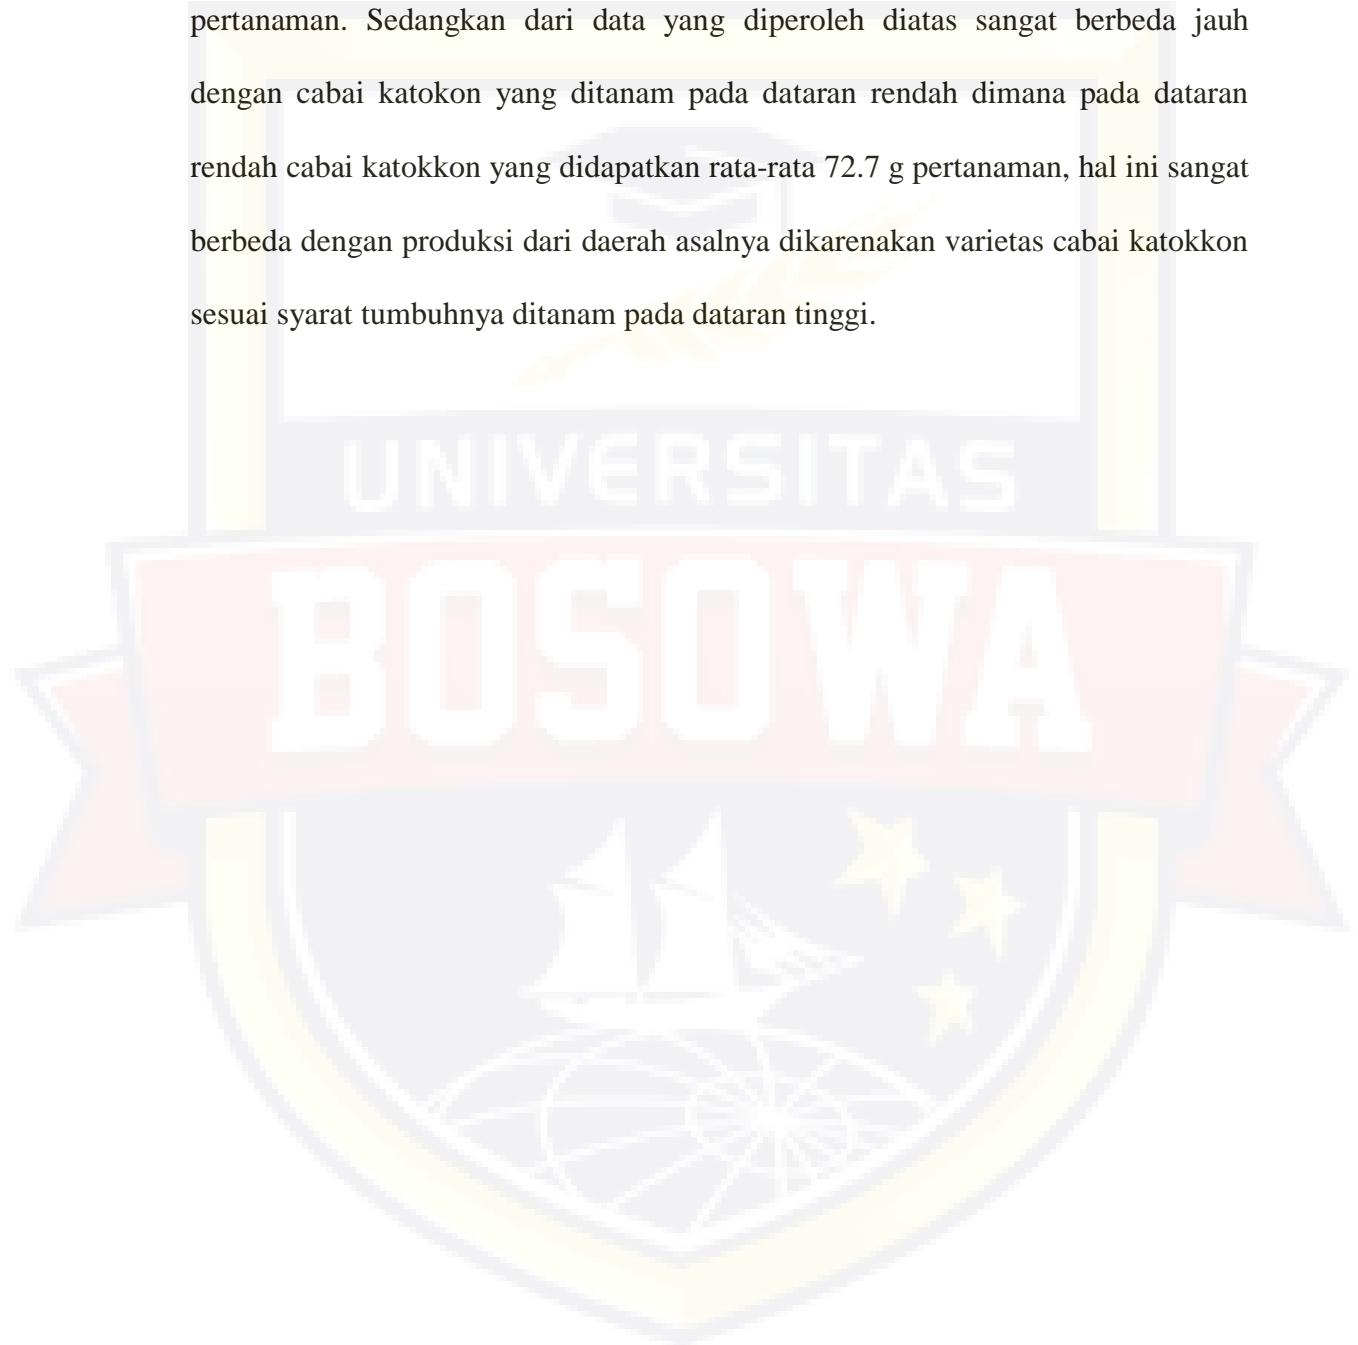 pertanaman. Sedangkan dari data yang diperoleh diatas sangat berbeda jauh
dengan cabai katokon yang ditanam pada dataran rendah dimana pada dataran
rendah cabai katokkon yang didapatkan rata-rata 72.7 g pertanaman, hal ini sangat
berbeda dengan produksi dari daerah asalnya dikarenakan varietas cabai katokkon
sesuai syarat tumbuhnya ditanam pada dataran tinggi.
UNIVERSITAS
BOSOWA